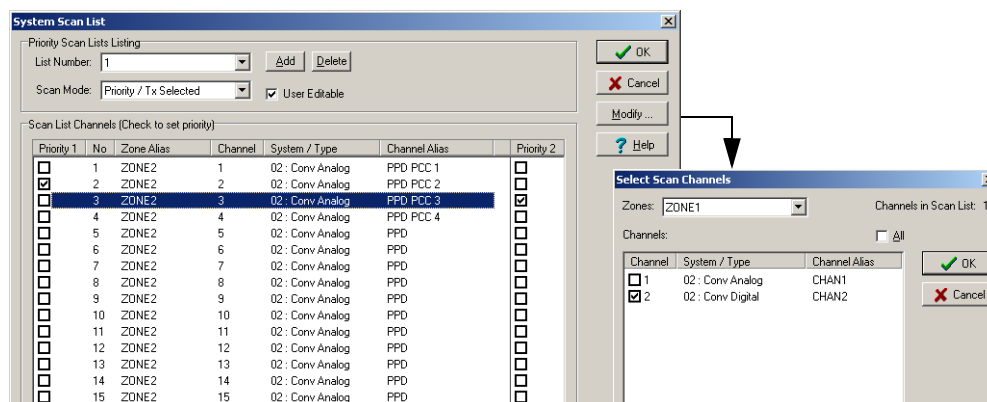 System Scan List
Priority Scan Lists Listing
List Number: 1 Add Delete
Scan Mode: Priority / Tx Selected User Editable
OK
Cancel
Modify ...
Help
Scan List Channels (Check to set priority)
Priority 1 No Zone Alias Channel System / Type Channel Alias Priority 2
1 ZONE2 1 02 : Conv Analog PPD PCC 1
2 ZONE2 2 02 : Conv Analog PPD PCC 2
3 ZONE2 3 02 : Conv Analog PPD PCC 3
4 ZONE2 4 02 : Conv Analog PPD PCC 4
5 ZONE2 5 02 : Conv Analog PPD
6 ZONE2 6 02 : Conv Analog PPD
7 ZONE2 7 02 : Conv Analog PPD
8 ZONE2 8 02 : Conv Analog PPD
9 ZONE2 9 02 : Conv Analog PPD
10 ZONE2 10 02 : Conv Analog PPD
11 ZONE2 11 02 : Conv Analog PPD
12 ZONE2 12 02 : Conv Analog PPD
13 ZONE2 13 02 : Conv Analog PPD
14 ZONE2 14 02 : Conv Analog PPD
15 ZONE2 15 02 : Conv Analog PPD
Select Scan Channels
Zones: ZONE1 Channels in Scan List: 1
Channels: All
Channel System / Type Channel Alias
1 02 : Conv Analog CHAN1
2 02 : Conv Digital CHAN2
OK
Cancel